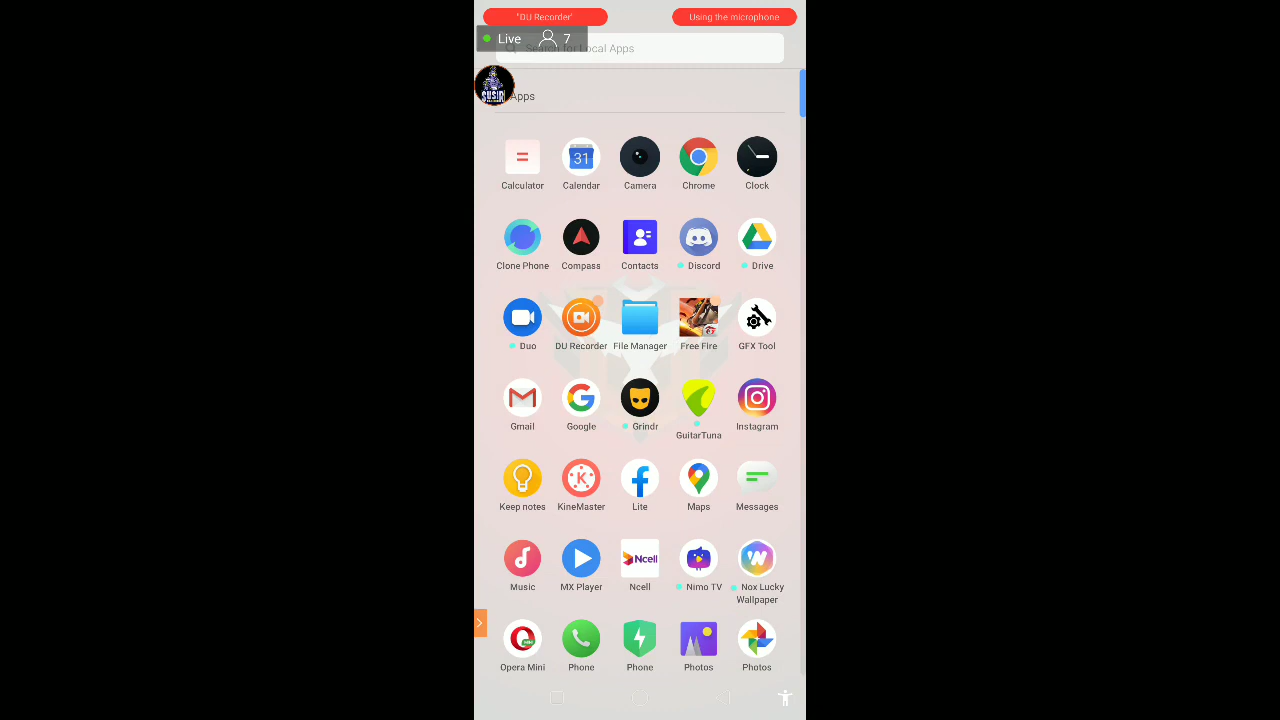 "DU Recorder"
Using the microphone
Live 7
Search for Local Apps
SUSIR
Apps
31
Calculator Calendar Camera Chrome Clock
Clone Phone Compass Contacts Discord Drive
Duo DU Recorder File Manager Free Fire GFX Tool
Gmail Google Grindr GuitarTuna Instagram
Keep notes KineMaster Lite Maps Messages
Ncell
Music MX Player Ncell Nimo TV Nox Lucky
Wallpaper
Opera Mini Phone Phone Photos Photos